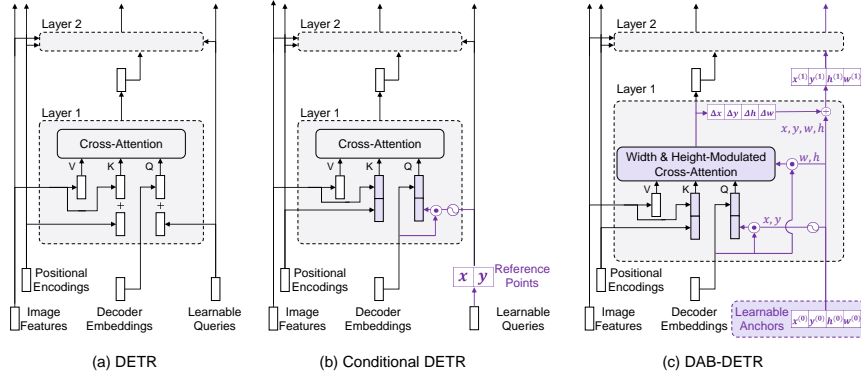 Layer 2
Layer 1
Cross-Attention
V
K
Q
+
+
Positional
Encodings
Image
Features
Decoder
Embeddings
Learnable
Queries
(a) DETR
Layer 2
Layer 1
Cross-Attention
V
K
Q
Positional
Encodings
x y
Reference
Points
Image
Features
Decoder
Embeddings
Learnable
Queries
(b) Conditional DETR
Layer 2
x⁽¹⁾ y⁽¹⁾ h⁽¹⁾ w⁽¹⁾
Layer 1
Δx Δy Δh Δw
+
x, y, w, h
Width & Height-Modulated
Cross-Attention
w, h
V
K
Q
x, y
Positional
Encodings
Image
Features
Decoder
Embeddings
Learnable
Anchors
x⁽⁰⁾ y⁽⁰⁾ h⁽⁰⁾ w⁽⁰⁾
(c) DAB-DETR